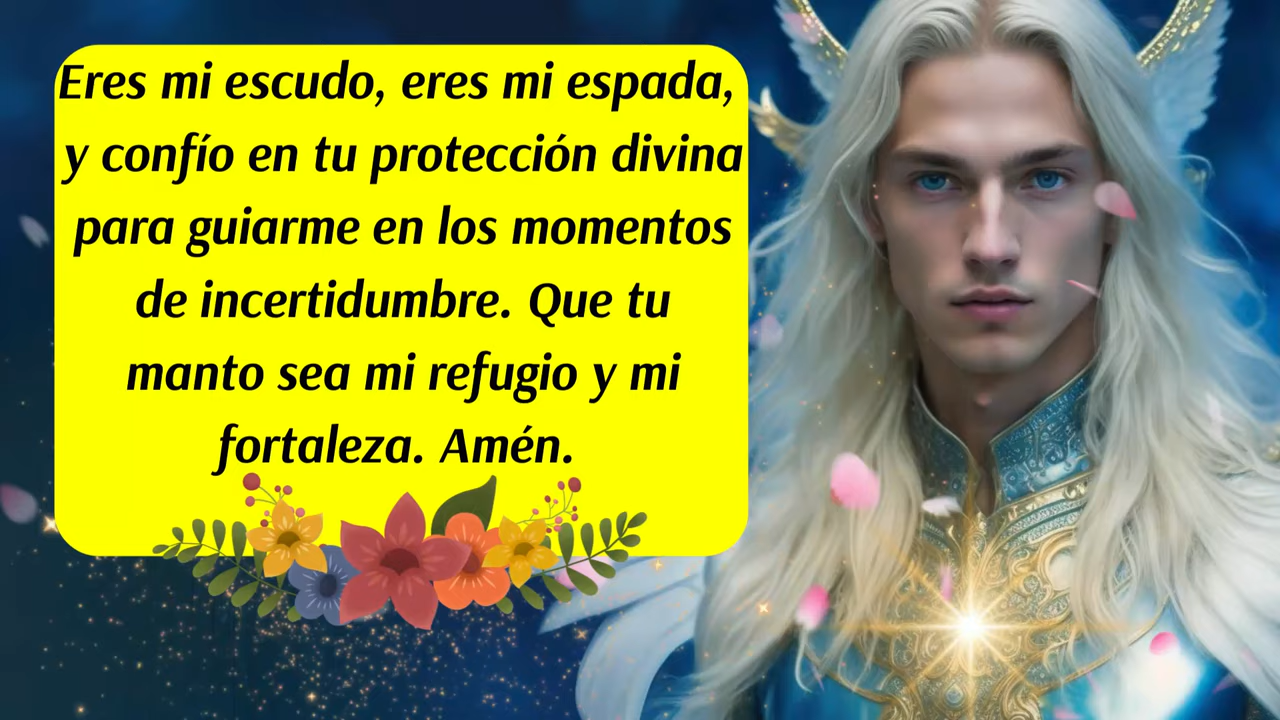 Eres mi escudo, eres mi espada,
y confío en tu protección divina
para guiarme en los momentos
de incertidumbre. Que tu
manto sea mi refugio y mi
fortaleza. Amén.